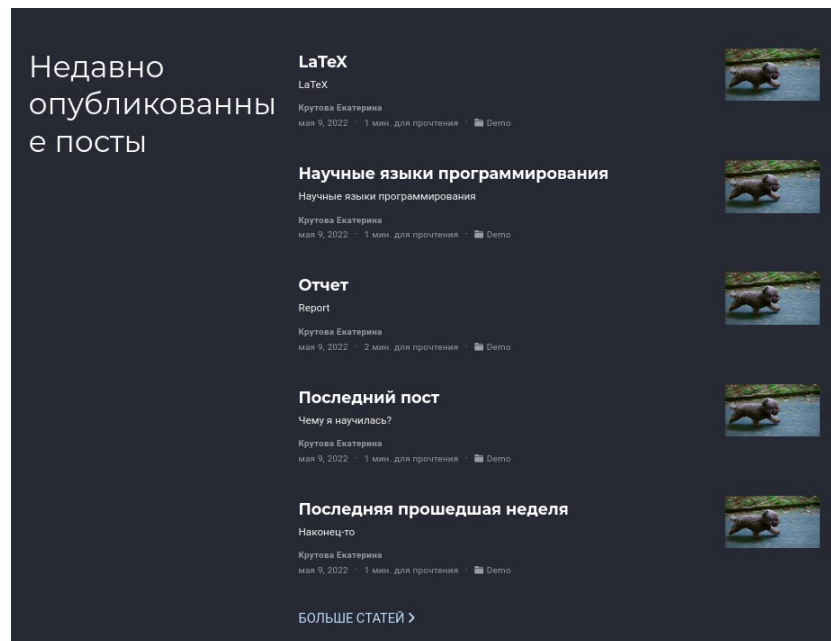 Недавно
опубликованны
е посты
LaTeX
LaTeX
Крутова Екатерина
мая 9, 2022 · 1 мин. для прочтения · Demo
Научные языки программирования
Научные языки программирования
Крутова Екатерина
мая 9, 2022 · 1 мин. для прочтения · Demo
Отчет
Report
Крутова Екатерина
мая 9, 2022 · 2 мин. для прочтения · Demo
Последний пост
Чему я научилась?
Крутова Екатерина
мая 9, 2022 · 1 мин. для прочтения · Demo
Последняя прошедшая неделя
Наконец-то
Крутова Екатерина
мая 9, 2022 · 1 мин. для прочтения · Demo
БОЛЬШЕ СТАТЕЙ